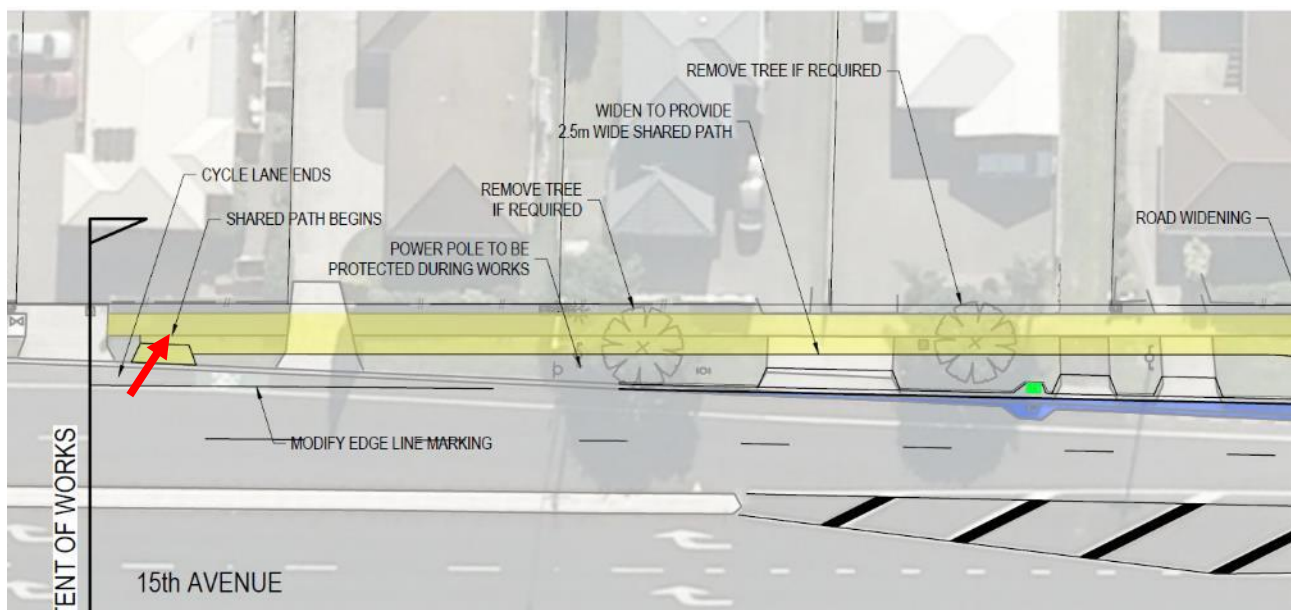 REMOVE TREE IF REQUIRED
WIDEN TO PROVIDE
2.5m WIDE SHARED PATH
CYCLE LANE ENDS
REMOVE TREE
IF REQUIRED
SHARED PATH BEGINS
ROAD WIDENING
POWER POLE TO BE
PROTECTED DURING WORKS
MODIFY EDGE LINE MARKING
TENT OF WORKS
15th AVENUE